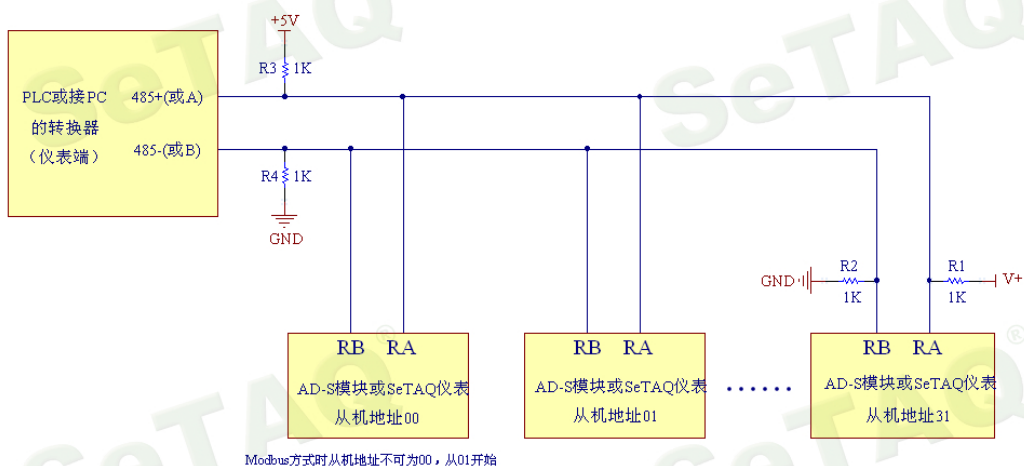 SeTAQ
SeTAQ
+5V
R3 1K
PLC或接PC 485+(或A)
的转换器
(仪表端) 485-(或B)
R4 1K
GND
R2
R1
GND
V+
1K
1K
RB RA
RB RA
RB RA
AD-S模块或SeTAQ仪表
从机地址00
AD-S模块或SeTAQ仪表
从机地址01
......
AD-S模块或SeTAQ仪表
从机地址31
SeTAQ®
SeTAQ®
Modbus方式时从机地址不可为00，从01开始